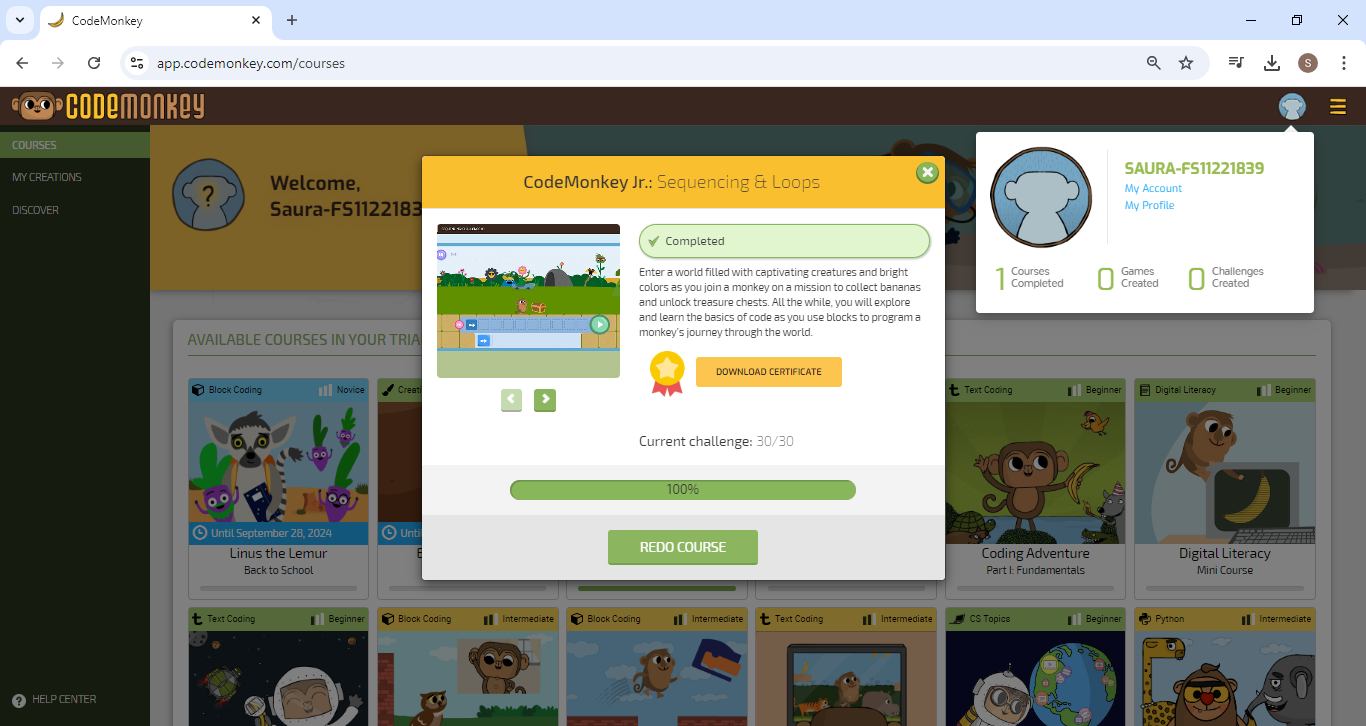 CodeMonkey
app.codemonkey.com/courses
S
CODEMONKEY
COURSES
MY CREATIONS
DISCOVER
HELP CENTER
?
Welcome,
Saura-FS1122183
SAURA-FS11221839
My Account
My Profile
1 Courses
Completed
0 Games
Created
0 Challenges
Created
CodeMonkey Jr.: Sequencing & Loops
Completed
Enter a world filled with captivating creatures and bright
colors as you join a monkey on a mission to collect bananas
and unlock treasure chests. All the while, you will explore
and learn the basics of code as you use blocks to program a
monkey's journey through the world.
DOWNLOAD CERTIFICATE
Current challenge: 30/30
100%
REDO COURSE
AVAILABLE COURSES IN YOUR TRIA
Block Coding Novice
Until September 28, 2024
Linus the Lemur
Back to School
Creati
Unti
Text Coding Beginner
Coding Adventure
Part I: Fundamentals
Digital Literacy Beginner
Digital Literacy
Mini Course
Text Coding Beginner
Block Coding Intermediate
Block Coding Intermediate
Text Coding Intermediate
CS Topics Beginner
Python Intermediate